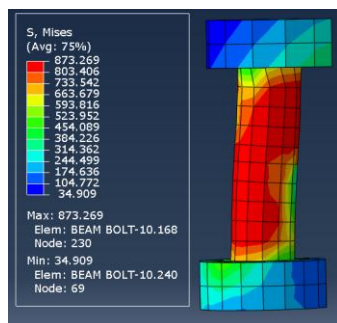 S, Mises
(Avg: 75%)
873.269
803.406
733.542
663.679
593.816
523.952
454.089
384.226
314.362
244.499
174.636
104.772
34.909
Max: 873.269
Elem: BEAM BOLT-10.168
Node: 230
Min: 34.909
Elem: BEAM BOLT-10.240
Node: 69